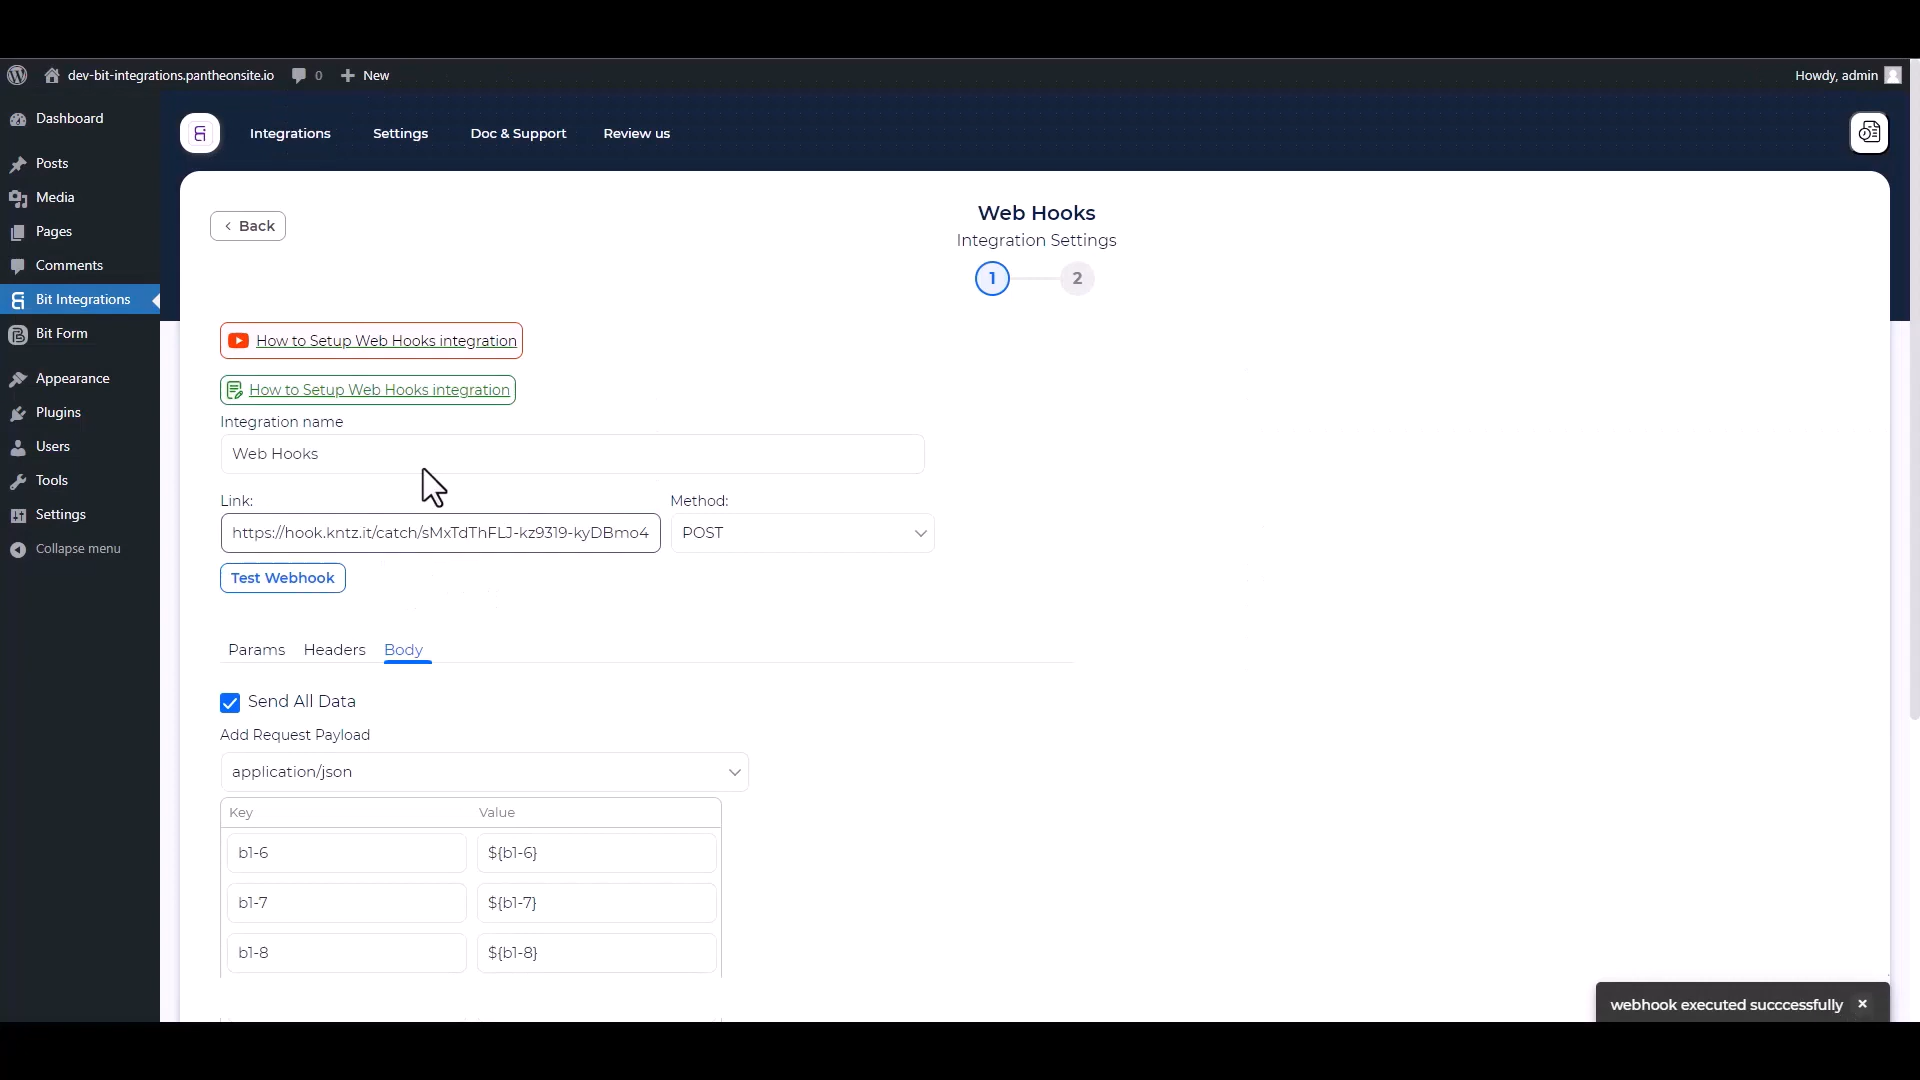 dev-bit-integrations.pantheonsite.io 0 New Howdy, admin
Dashboard
Posts
Media
Pages
Comments
Bit Integrations
Bit Form
Appearance
Plugins
Users
Tools
Settings
Collapse menu
Integrations Settings Doc & Support Review us
Back
Web Hooks
Integration Settings
1 2
How to Setup Web Hooks integration
How to Setup Web Hooks integration
Integration name
Web Hooks
Link: Method:
https://hook.kntz.it/catch/sMxTdThFLJ-kz9319-kyDBmo4 POST
Test Webhook
Params Headers Body
Send All Data
Add Request Payload
application/json
Key Value
b1-6 ${b1-6}
b1-7 ${b1-7}
b1-8 ${b1-8}
webhook executed succcessfully ×